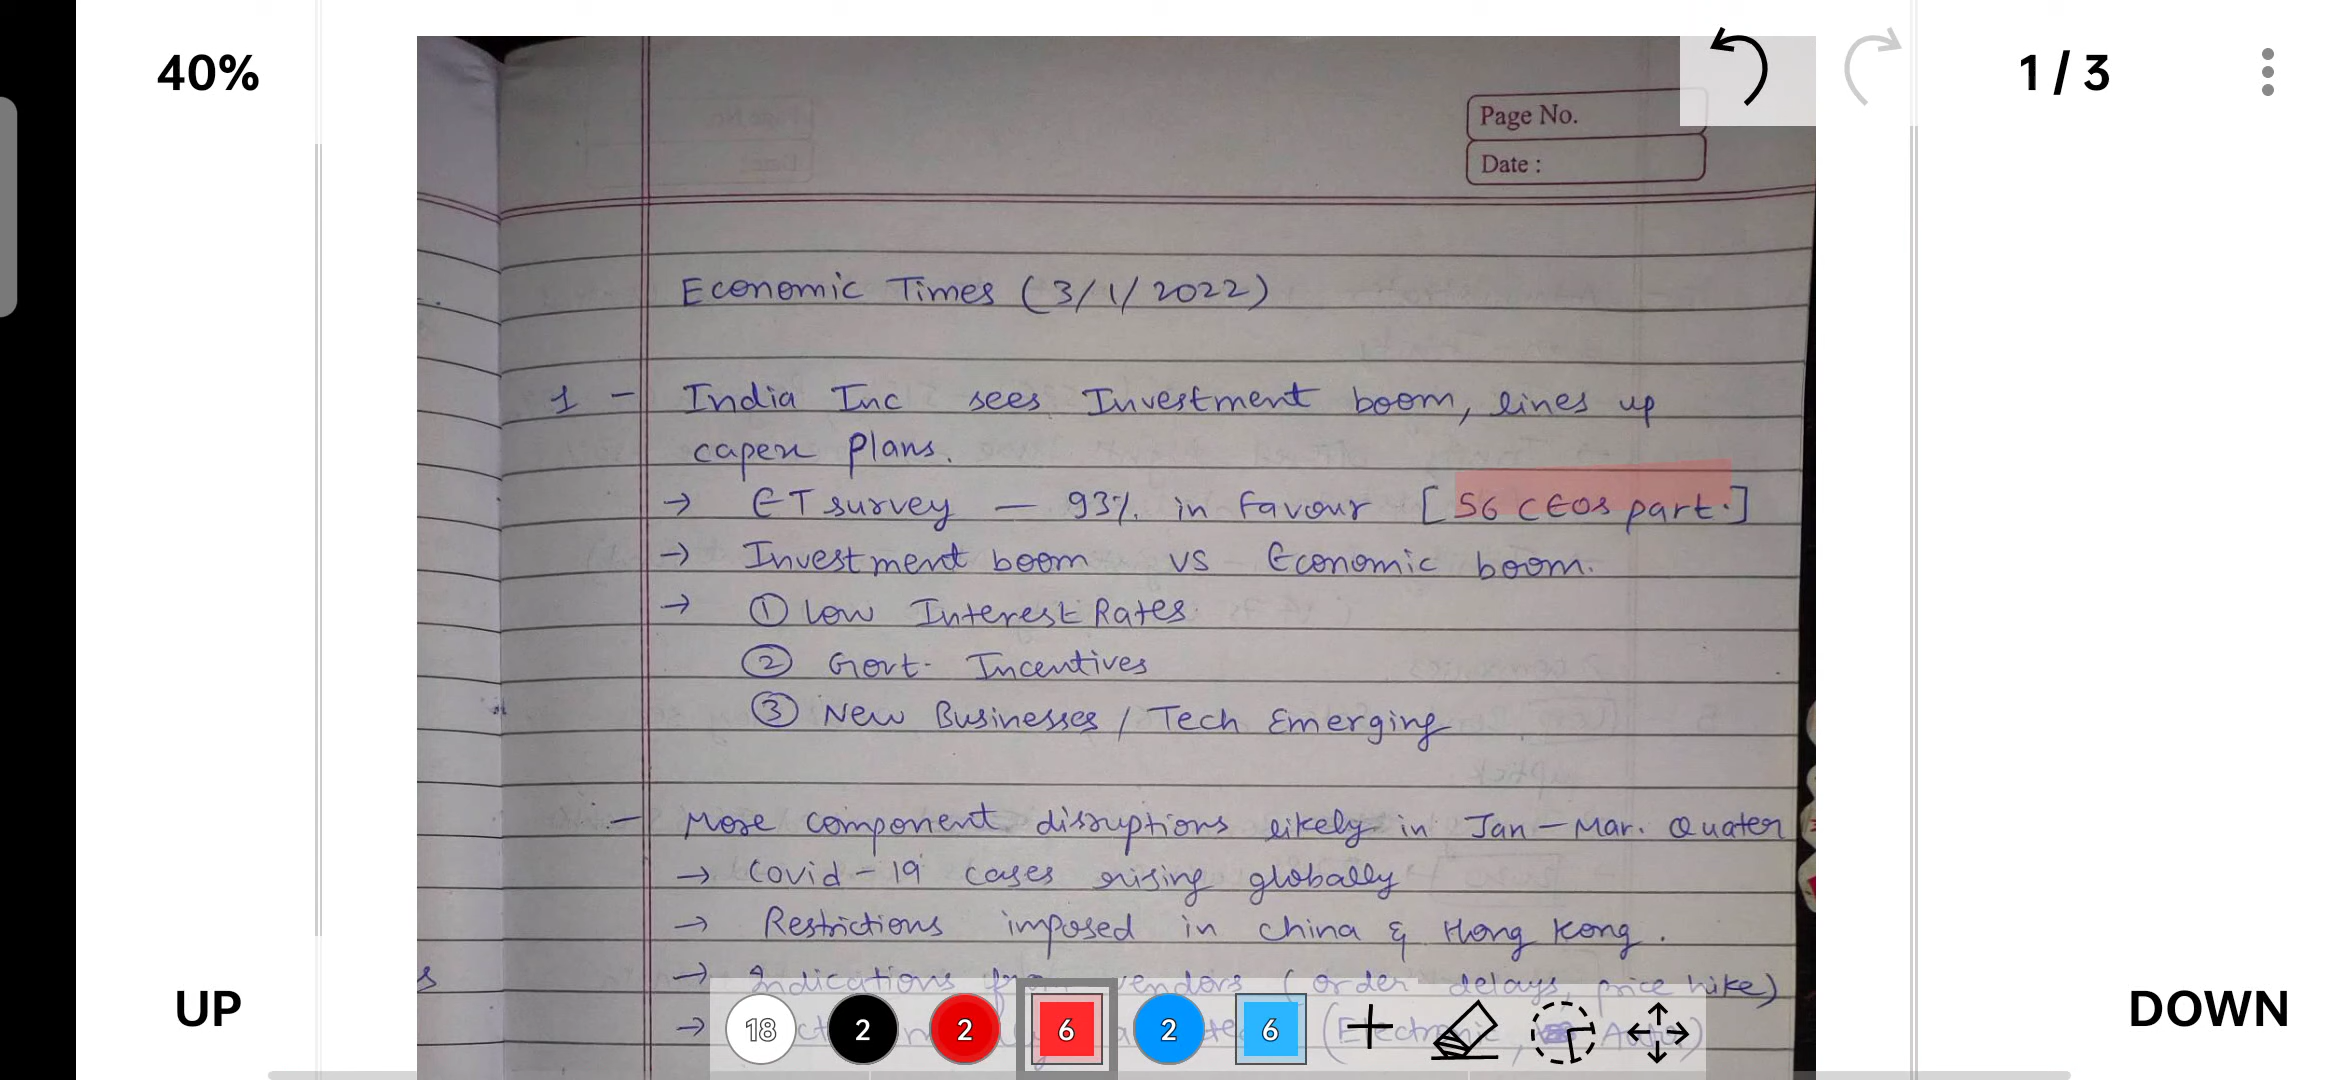 40%
1 / 3
Page No.
Date :
Economic Times (3/1/2022)
1 - India Inc sees Investment boom, lines up
capex Plans.
→ ET survey — 93% in favour [56 CEOs part.]
→ Investment boom vs Economic boom.
→ ① Low Interest Rates.
② Govt. Incentives
③ New Businesses / Tech Emerging
- More component disruptions likely in Jan - Mar. Quater
→ Covid-19 cases rising globally
→ Restrictions imposed in China & Hong Kong.
s → Indications from vendors (order delays, price hike)
→ (Electronic, Auto)
UP
18 2 2 6 2 6
DOWN